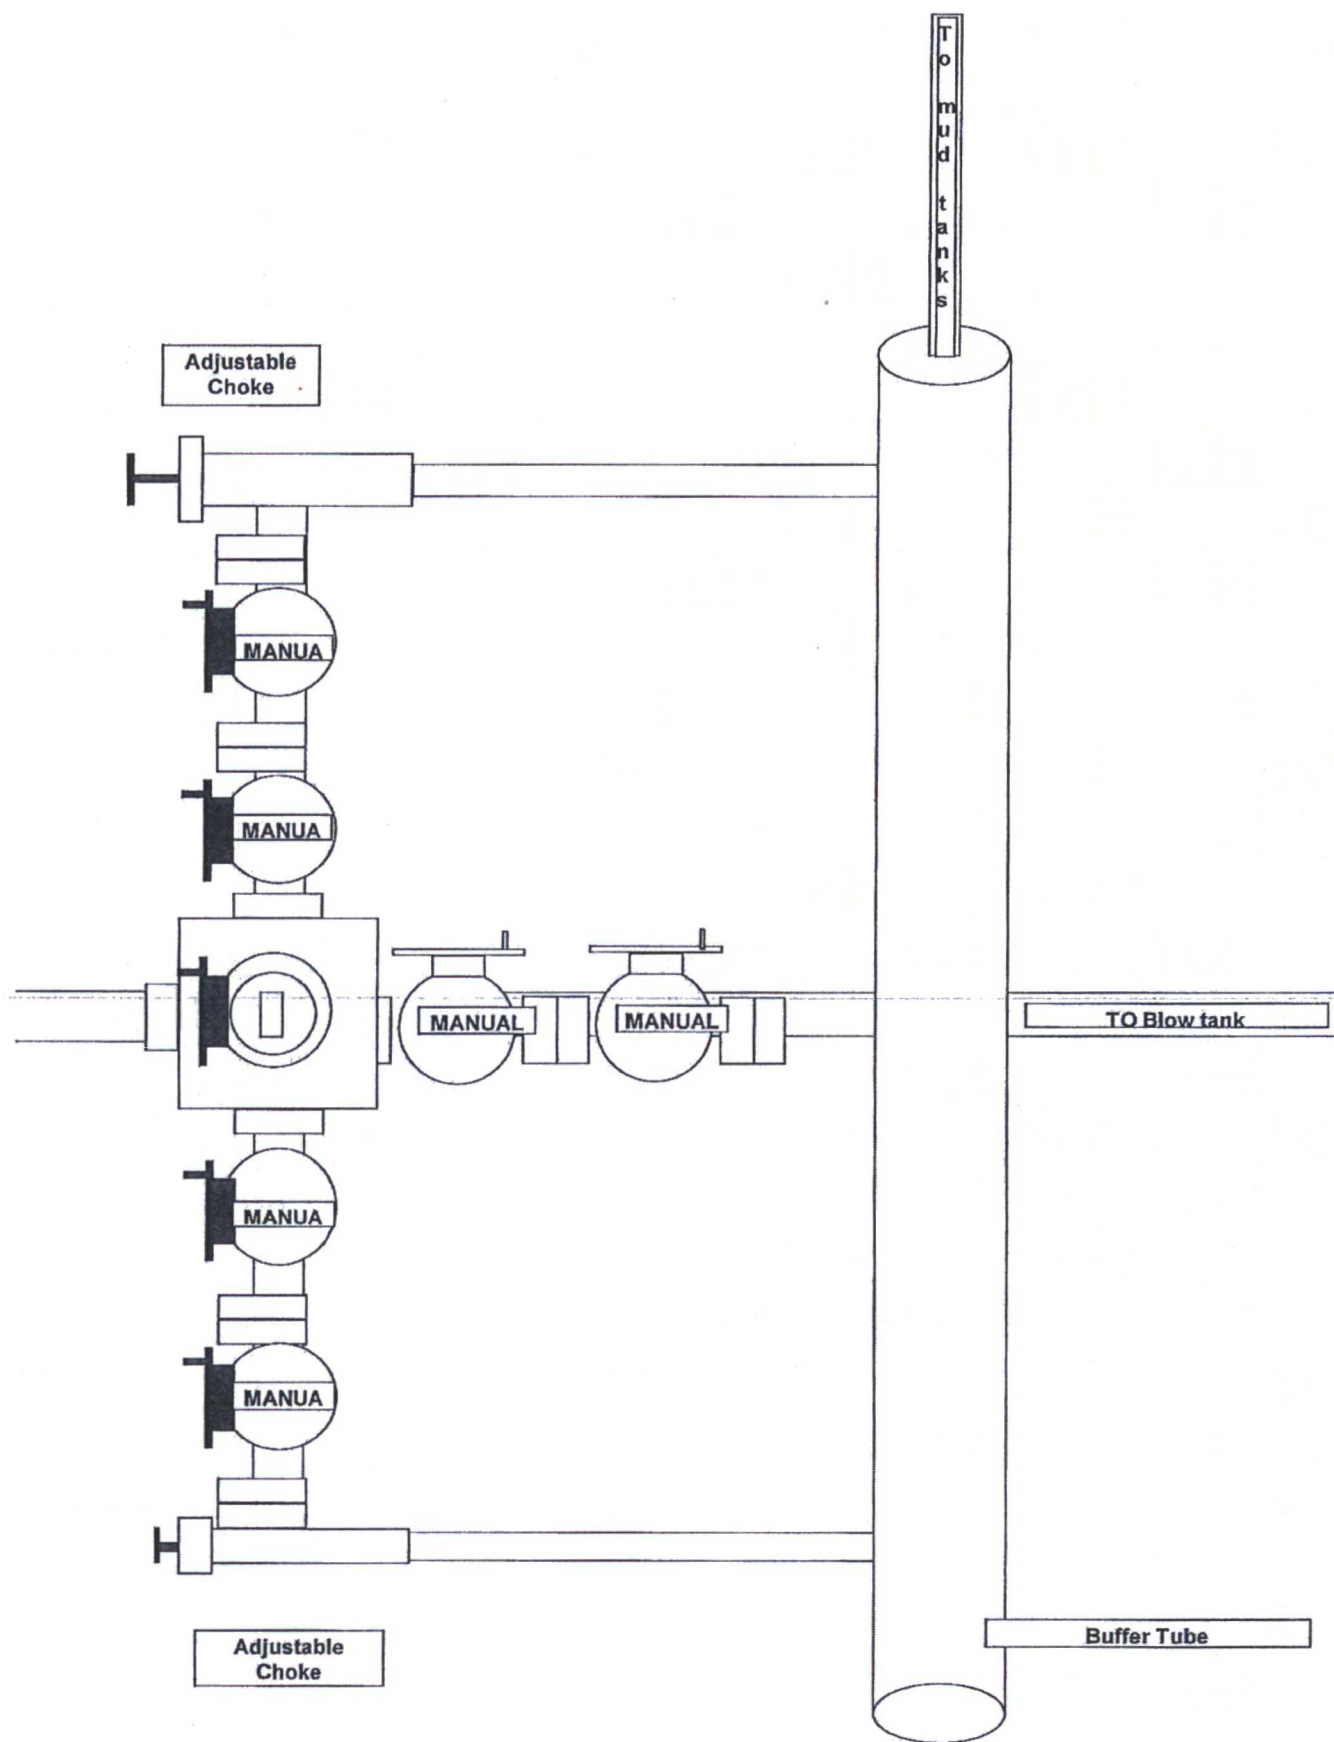 To mud tanks
Adjustable
Choke
MANUA
MANUA
MANUAL
MANUAL
TO Blow tank
MANUA
MANUA
Buffer Tube
Adjustable
Choke